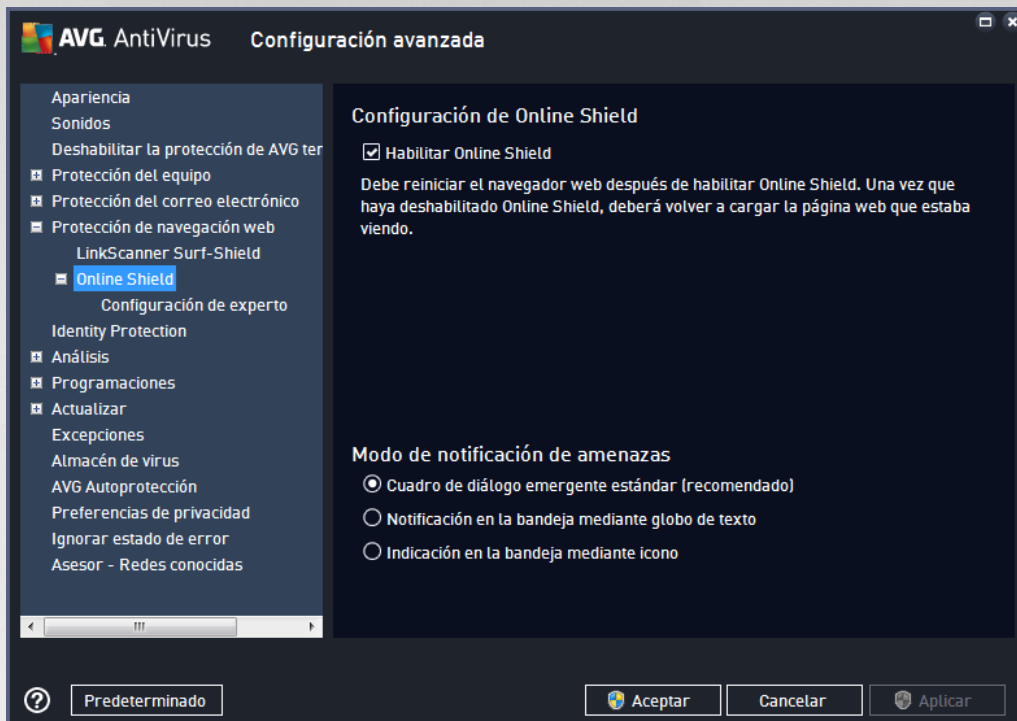 AVG. AntiVirus Configuración avanzada
Apariencia
Sonidos
Deshabilitar la protección de AVG ter
Protección del equipo
Protección del correo electrónico
Protección de navegación web
LinkScanner Surf-Shield
Online Shield
Configuración de experto
Identity Protection
Análisis
Programaciones
Actualizar
Excepciones
Almacén de virus
AVG Autoprotección
Preferencias de privacidad
Ignorar estado de error
Asesor - Redes conocidas
Configuración de Online Shield
Habilitar Online Shield
Debe reiniciar el navegador web después de habilitar Online Shield. Una vez que
haya deshabilitado Online Shield, deberá volver a cargar la página web que estaba
viendo.
Modo de notificación de amenazas
Cuadro de diálogo emergente estándar (recomendado)
Notificación en la bandeja mediante globo de texto
Indicación en la bandeja mediante icono
? Predeterminado Aceptar Cancelar Aplicar